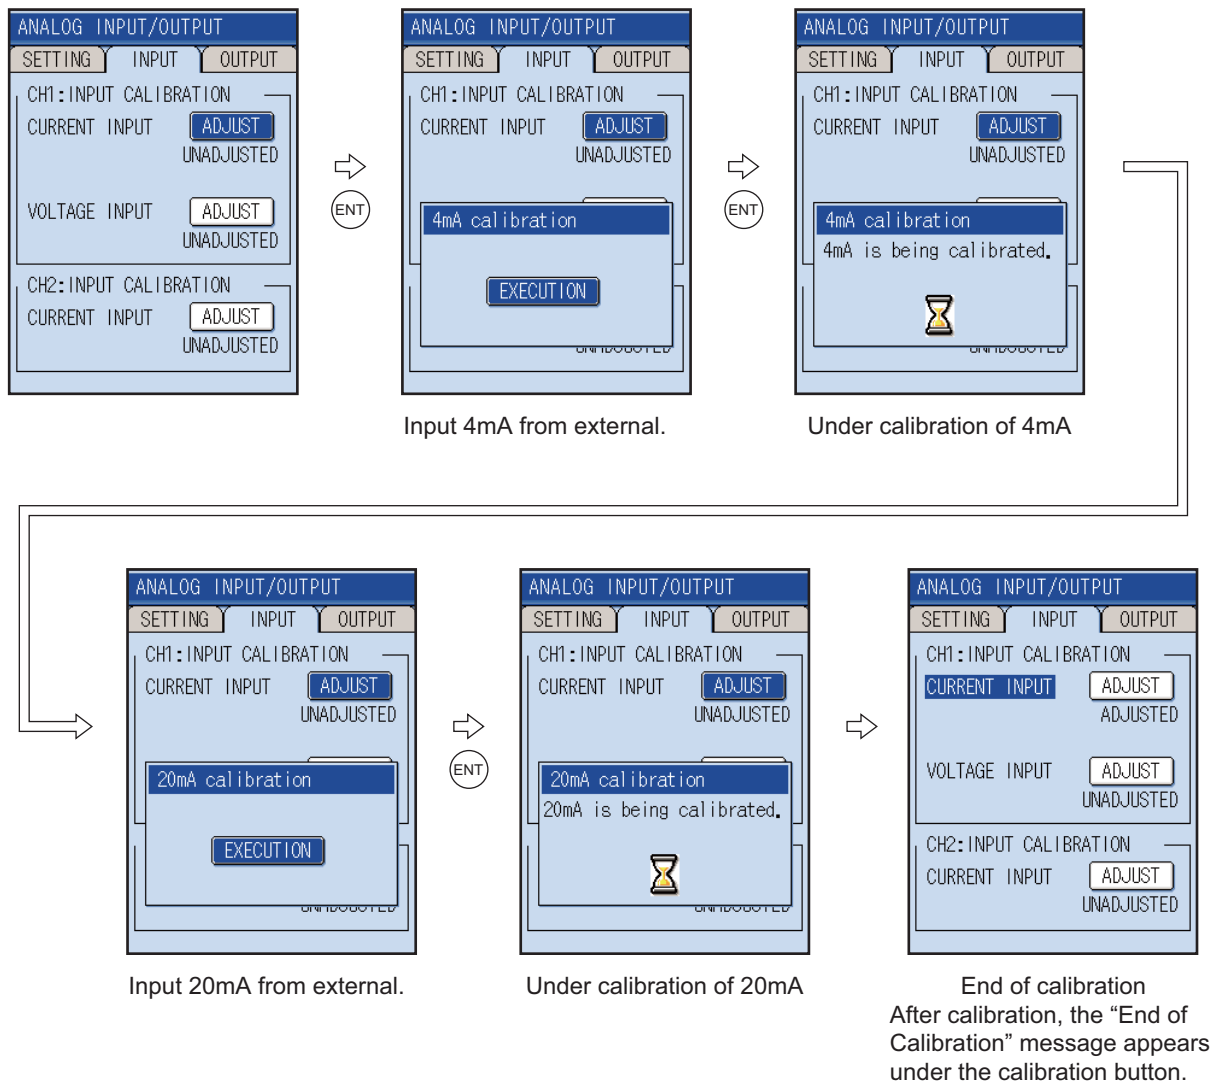 ANALOG INPUT/OUTPUT
SETTING INPUT OUTPUT
CH1:INPUT CALIBRATION
CURRENT INPUT ADJUST
UNADJUSTED
VOLTAGE INPUT ADJUST
UNADJUSTED
CH2:INPUT CALIBRATION
CURRENT INPUT ADJUST
UNADJUSTED
ENT
ANALOG INPUT/OUTPUT
SETTING INPUT OUTPUT
CH1:INPUT CALIBRATION
CURRENT INPUT ADJUST
UNADJUSTED
4mA calibration
EXECUTION
Input 4mA from external.
ENT
ANALOG INPUT/OUTPUT
SETTING INPUT OUTPUT
CH1:INPUT CALIBRATION
CURRENT INPUT ADJUST
UNADJUSTED
4mA calibration
4mA is being calibrated.
Under calibration of 4mA
ANALOG INPUT/OUTPUT
SETTING INPUT OUTPUT
CH1:INPUT CALIBRATION
CURRENT INPUT ADJUST
UNADJUSTED
20mA calibration
EXECUTION
Input 20mA from external.
ENT
ANALOG INPUT/OUTPUT
SETTING INPUT OUTPUT
CH1:INPUT CALIBRATION
CURRENT INPUT ADJUST
UNADJUSTED
20mA calibration
20mA is being calibrated.
Under calibration of 20mA
ANALOG INPUT/OUTPUT
SETTING INPUT OUTPUT
CH1:INPUT CALIBRATION
CURRENT INPUT ADJUST
ADJUSTED
VOLTAGE INPUT ADJUST
UNADJUSTED
CH2:INPUT CALIBRATION
CURRENT INPUT ADJUST
UNADJUSTED
End of calibration
After calibration, the “End of
Calibration” message appears
under the calibration button.